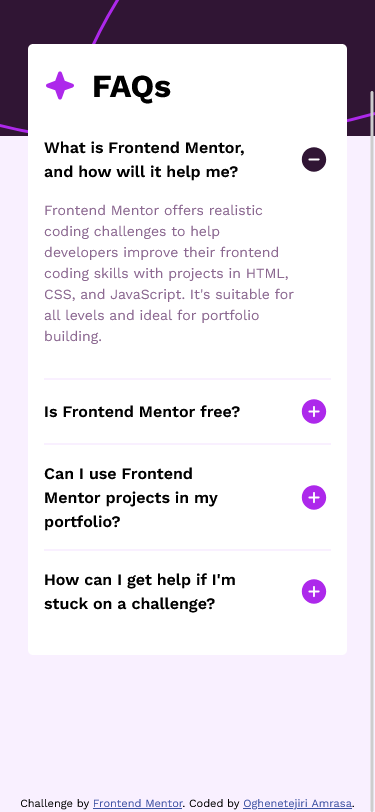 FAQs
What is Frontend Mentor,
and how will it help me?
Frontend Mentor offers realistic
coding challenges to help
developers improve their frontend
coding skills with projects in HTML,
CSS, and JavaScript. It's suitable for
all levels and ideal for portfolio
building.
Is Frontend Mentor free?
Can I use Frontend
Mentor projects in my
portfolio?
How can I get help if I'm
stuck on a challenge?
Challenge by Frontend Mentor. Coded by Oghenetejiri Amrasa.